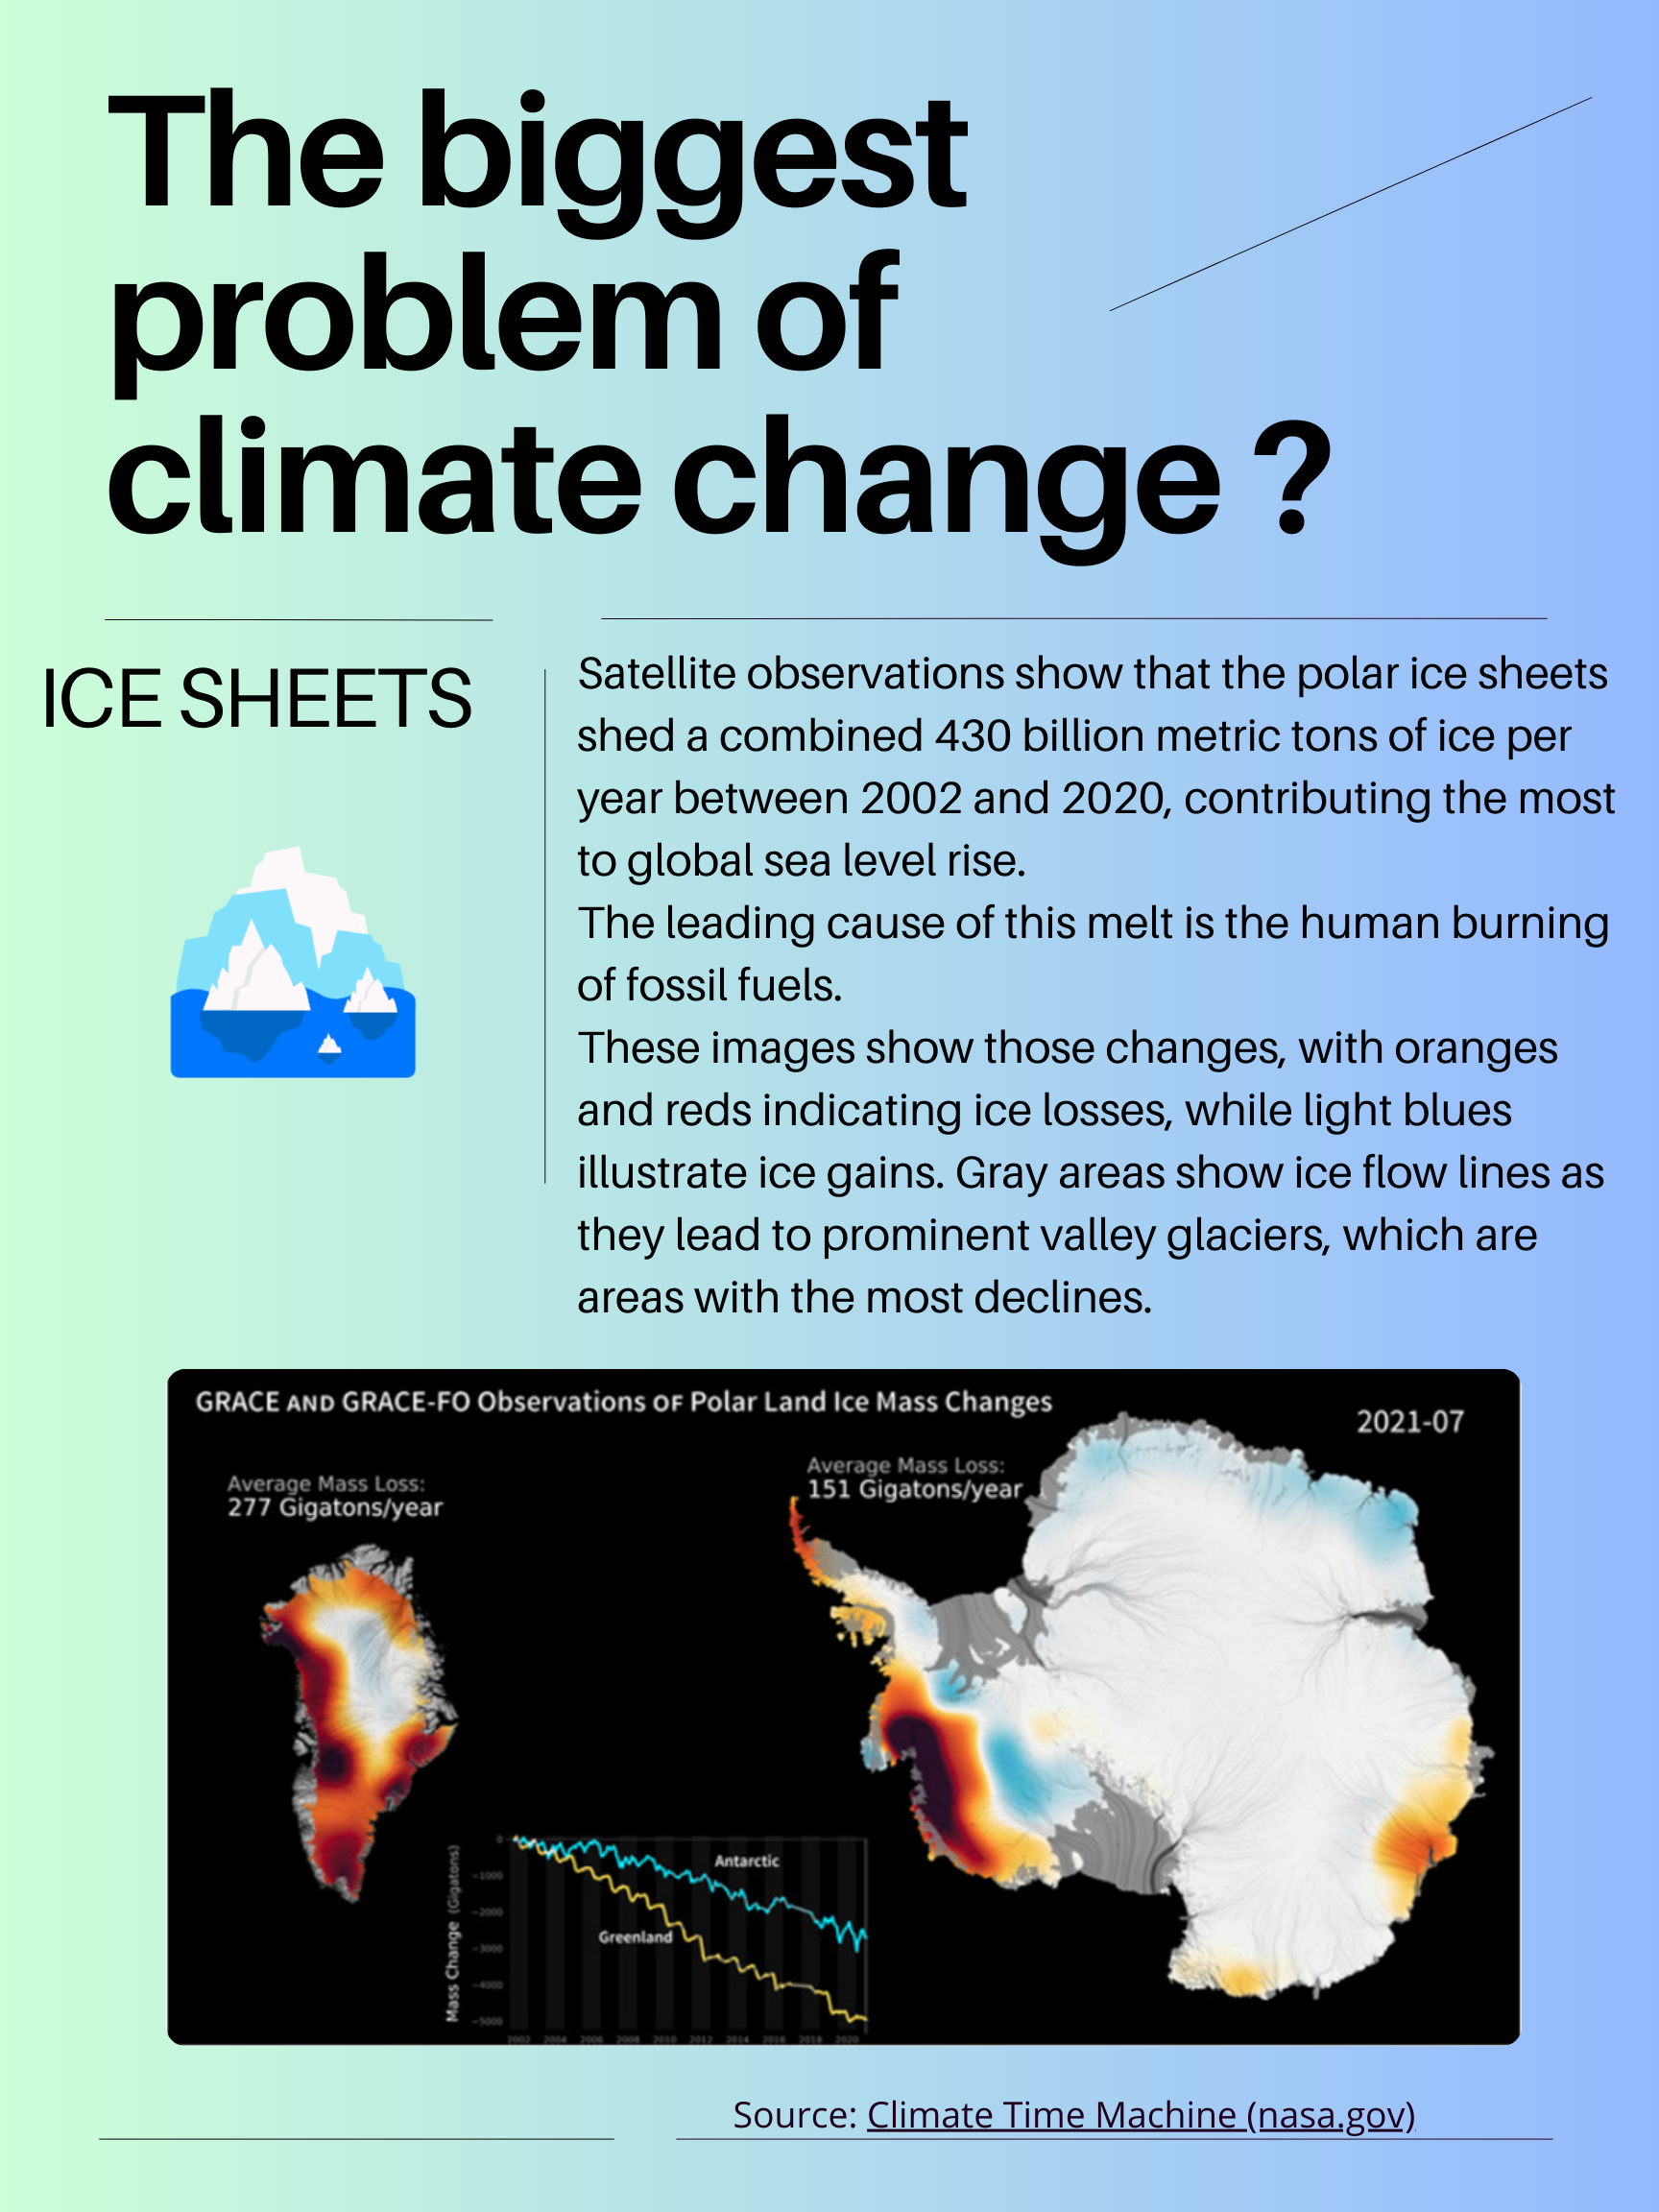 The biggest
problem of
climate change ?
ICE SHEETS
Satellite observations show that the polar ice sheets
shed a combined 430 billion metric tons of ice per
year between 2002 and 2020, contributing the most
to global sea level rise.
The leading cause of this melt is the human burning
of fossil fuels.
These images show those changes, with oranges
and reds indicating ice losses, while light blues
illustrate ice gains. Gray areas show ice flow lines as
they lead to prominent valley glaciers, which are
areas with the most declines.
GRACE AND GRACE-FO Observations OF Polar Land Ice Mass Changes
2021-07
Average Mass Loss:
277 Gigatons/year
Average Mass Loss:
151 Gigatons/year
Mass Change (Gigatons)
0
-1000
-2000
-3000
-4000
-5000
Antarctic
Greenland
2002 2004 2006 2008 2010 2012 2014 2016 2018 2020
Source: Climate Time Machine (nasa.gov)